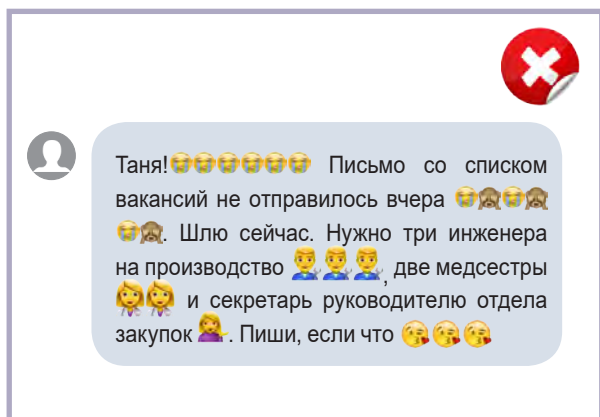 Таня!😭😭😭😭😭😭 Письмо со списком
вакансий не отправилось вчера 😭🙈😭🙈
😭🙈. Шлю сейчас. Нужно три инженера
на производство 👨‍🔧👨‍🔧👨‍🔧, две медсестры
👩‍⚕️👩‍⚕️ и секретарь руководителю отдела
закупок 💁‍♀️. Пиши, если что 😘😘😘